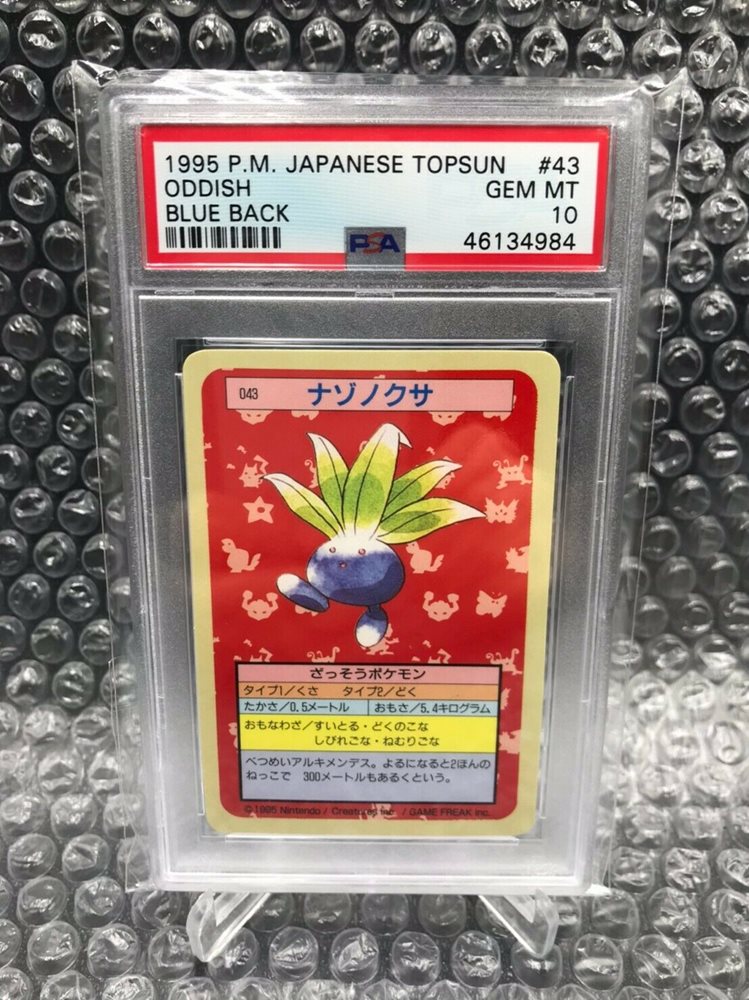 1995 P.M. JAPANESE TOPSUN #43
ODDISH GEM MT
BLUE BACK 10
PSA 46134984
043 ナゾノクサ
ざっそうポケモン
タイプ1/くさ タイプ2/どく
たかさ/0.5メートル おもさ/5.4キログラム
おもなわざ/すいとる・どくのこな
しびれごな・ねむりごな
べつめいアルキメンデス。よるになると2ほんの
ねっこで 300メートルもあるくという。
©1995 Nintendo / Creatures inc. / GAME FREAK inc.